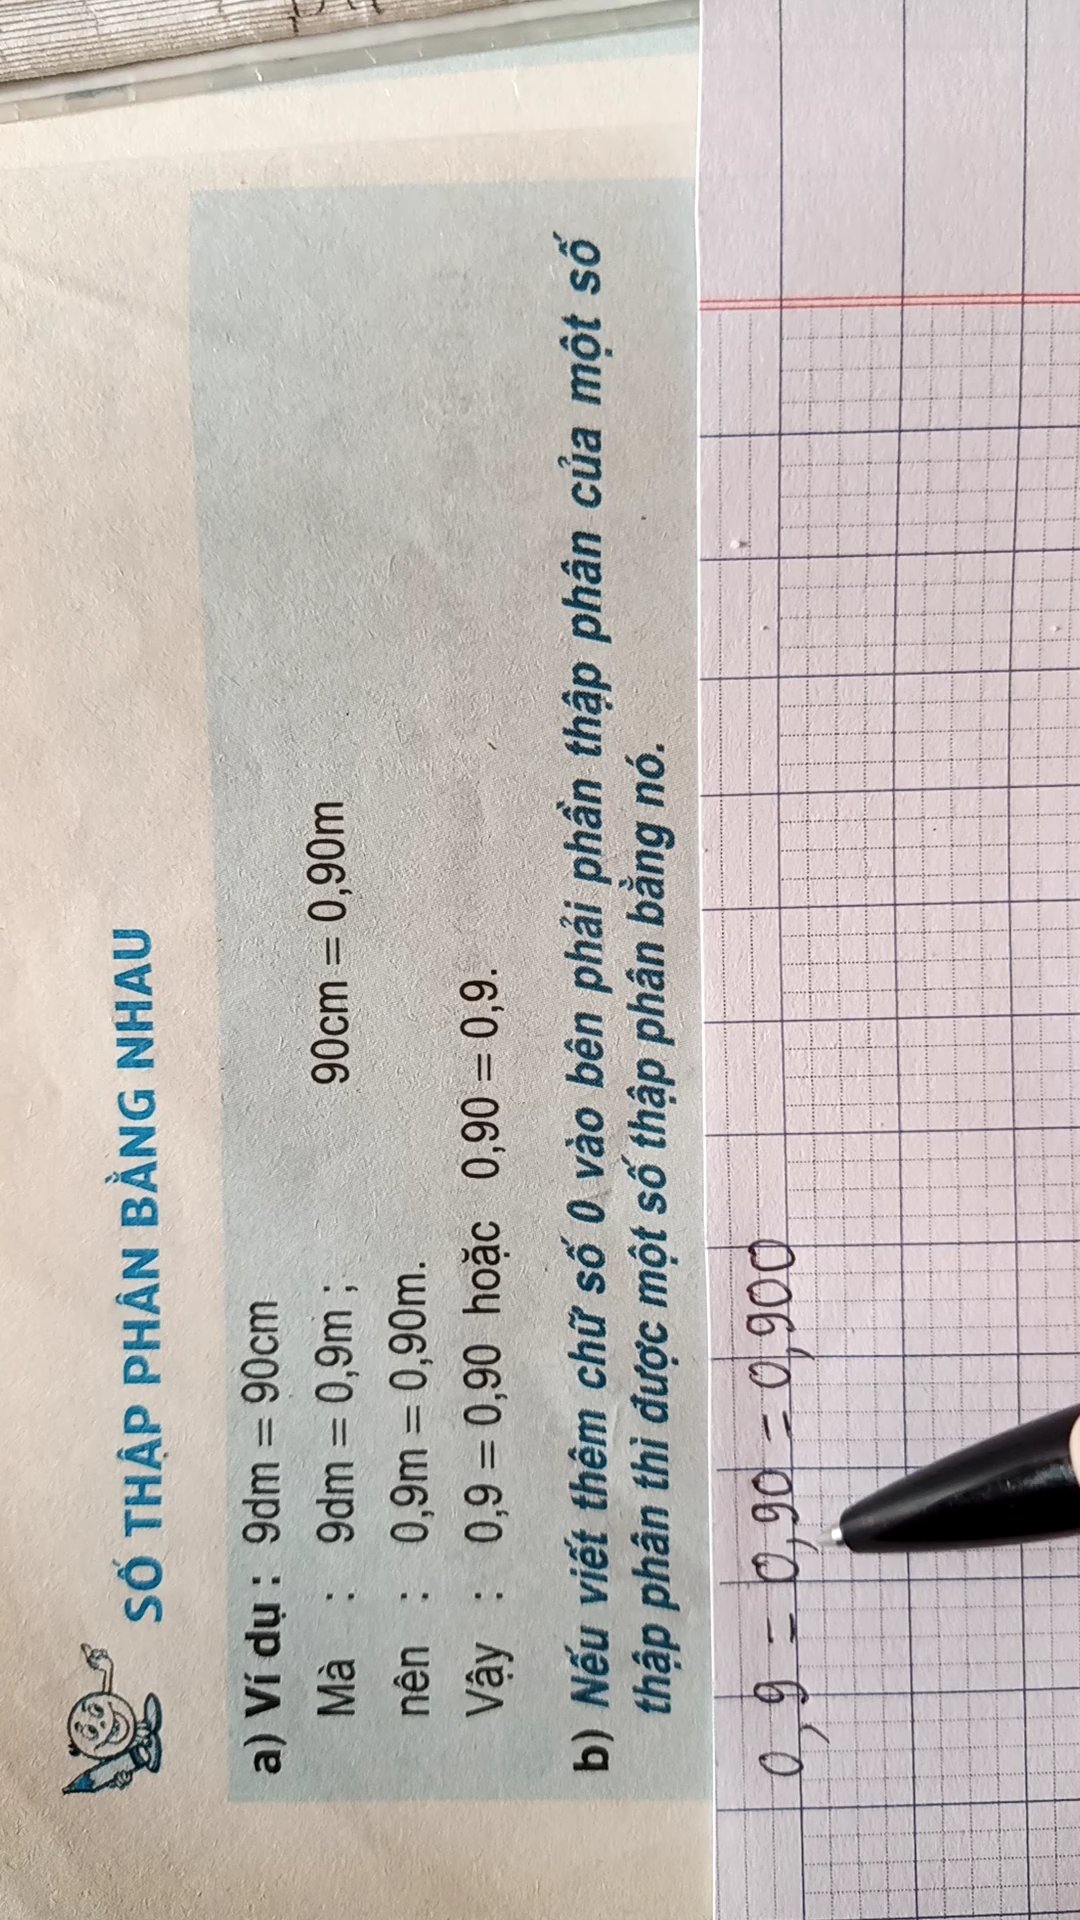 SỐ THẬP PHÂN BẰNG NHAU
a) Ví dụ : 9dm = 90cm
Mà : 9dm = 0,9m ; 90cm = 0,90m
nên : 0,9m = 0,90m.
Vậy : 0,9 = 0,90 hoặc 0,90 = 0,9.
b) Nếu viết thêm chữ số 0 vào bên phải phần thập phân của một số
thập phân thì được một số thập phân bằng nó.
0,9 = 0,90 = 0,900